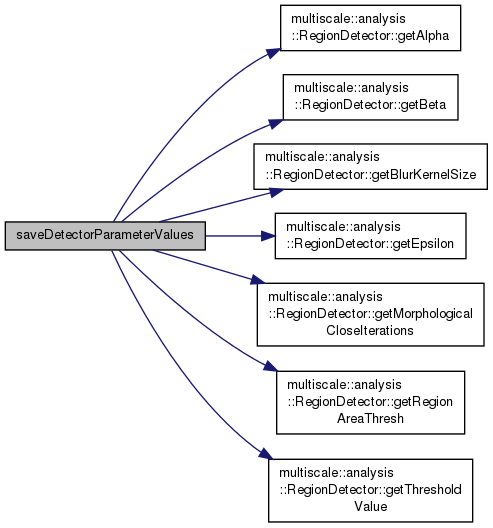 multiscale::analysis
::RegionDetector::getAlpha
multiscale::analysis
::RegionDetector::getBeta
multiscale::analysis
::RegionDetector::getBlurKernelSize
saveDetectorParameterValues
multiscale::analysis
::RegionDetector::getEpsilon
multiscale::analysis
::RegionDetector::getMorphological
CloseIterations
multiscale::analysis
::RegionDetector::getRegion
AreaThresh
multiscale::analysis
::RegionDetector::getThreshold
Value